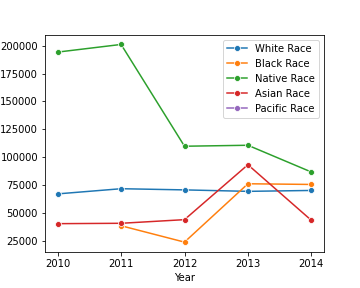 200000
175000
150000
125000
100000
75000
50000
25000
White Race
Black Race
Native Race
Asian Race
Pacific Race
2010 2011 2012 2013 2014
Year